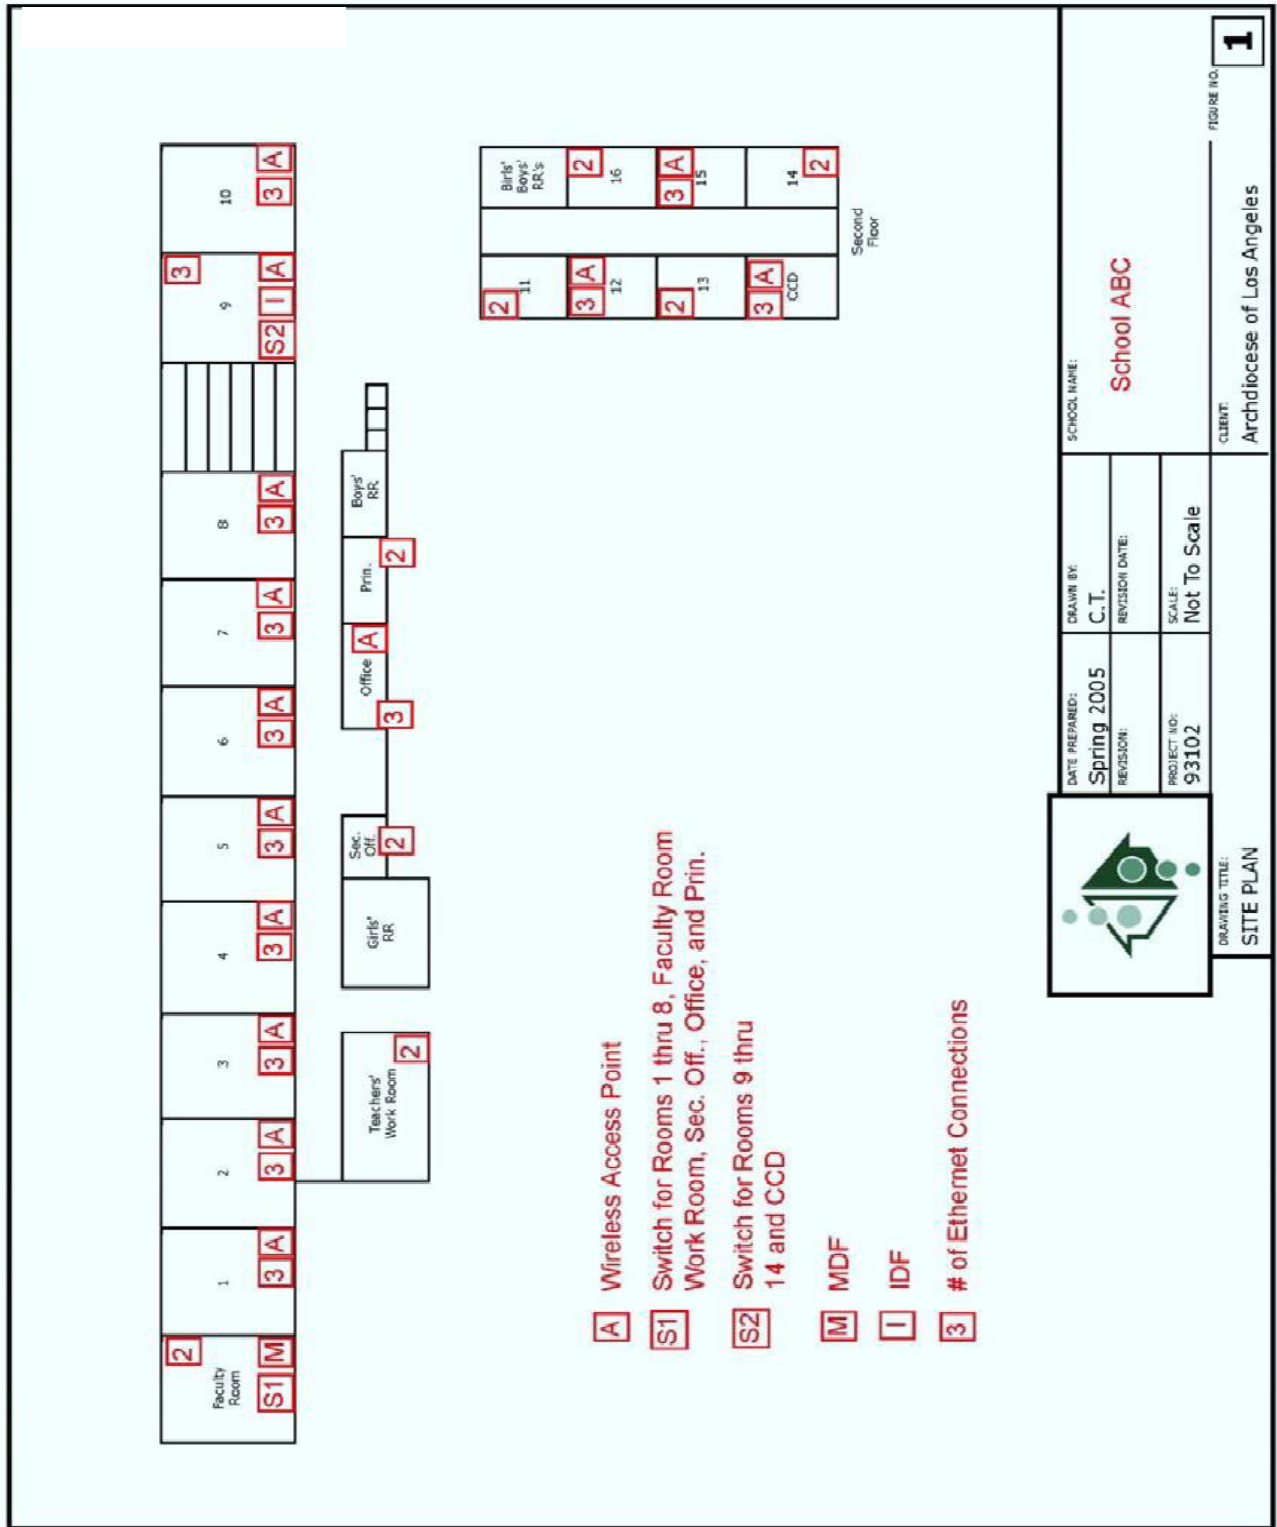 Faculty
Room
2
S1
M
1
3
A
2
3
A
3
3
A
4
3
A
5
3
A
6
3
A
7
3
A
8
3
A
9
3
S2
I
A
10
3
A
Teachers'
Work Room
2
Girls'
RR
Sec.
Off.
2
Office
A
3
Prin.
2
Boys'
RR
11
2
12
3
A
13
2
CCD
3
A
Birls'
Boys'
RR's
16
2
15
3
A
14
2
Second
Floor
A Wireless Access Point
S1 Switch for Rooms 1 thru 8, Faculty Room
Work Room, Sec. Off., Office, and Prin.
S2 Switch for Rooms 9 thru
14 and CCD
M MDF
I IDF
3 # of Ethernet Connections
DATE PREPARED:
Spring 2005
DRAWN BY:
C.T.
REVISION:
REVISION DATE:
PROJECT NO:
93102
SCALE:
Not To Scale
SCHOOL NAME:
School ABC
DRAWING TITLE:
SITE PLAN
CLIENT:
Archdiocese of Los Angeles
FIGURE NO.
1